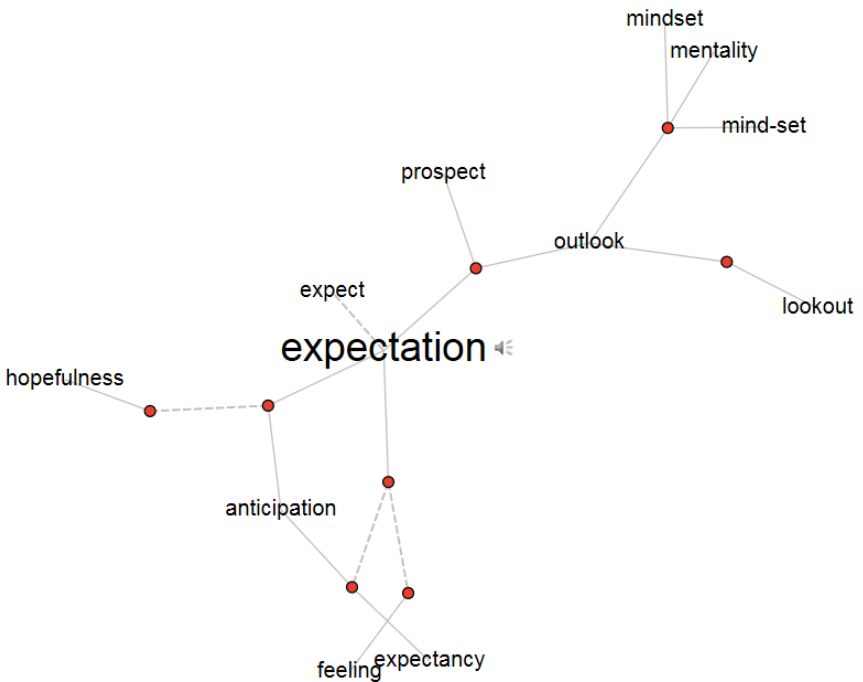 mindset
mentality
mind-set
prospect
outlook
expect
lookout
expectation
hopefulness
anticipation
expectancy
feeling